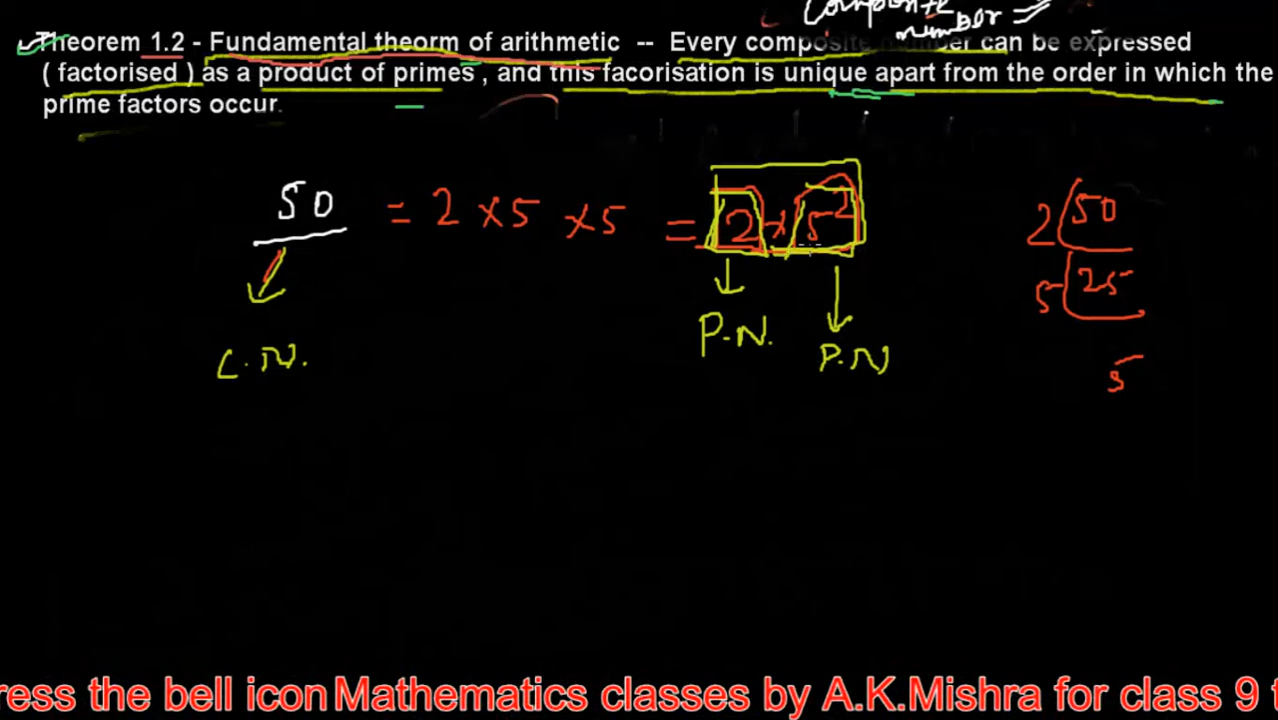 Composite
number
Theorem 1.2 - Fundamental theorm of arithmetic -- Every composite number can be expressed
( factorised ) as a product of primes , and this facorisation is unique apart from the order in which the
prime factors occur.
50 = 2 × 5 × 5 = 2 × 5²
2 50
5 25
5
C.N.
P.N.
P.N
ress the bell icon Mathematics classes by A.K.Mishra for class 9 t